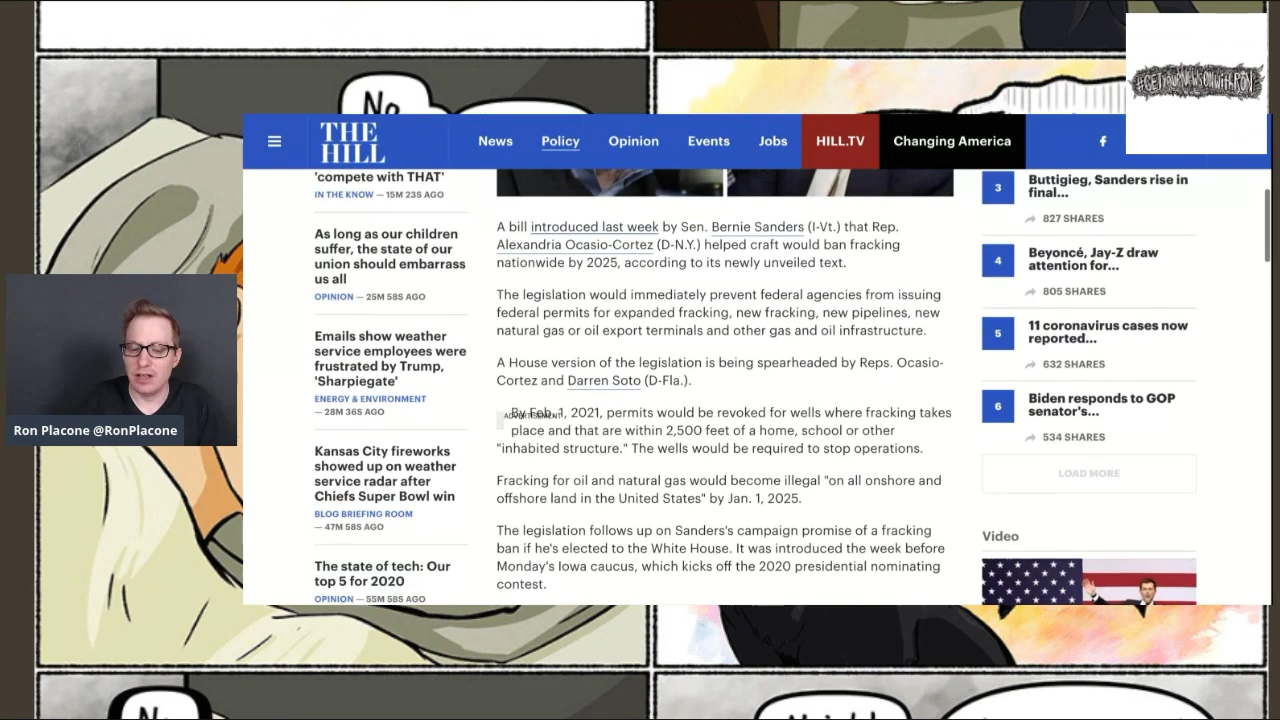 No
#GETYOURNEWSONWITHRON
THE
HILL
News
Policy
Opinion
Events
Jobs
HILL.TV
Changing America
f
'compete with THAT'
IN THE KNOW — 15M 23S AGO
As long as our children
suffer, the state of our
union should embarrass
us all
OPINION — 25M 58S AGO
Emails show weather
service employees were
frustrated by Trump,
'Sharpiegate'
ENERGY & ENVIRONMENT
— 28M 36S AGO
Kansas City fireworks
showed up on weather
service radar after
Chiefs Super Bowl win
BLOG BRIEFING ROOM
— 47M 58S AGO
The state of tech: Our
top 5 for 2020
OPINION — 55M 58S AGO
A bill introduced last week by Sen. Bernie Sanders (I-Vt.) that Rep.
Alexandria Ocasio-Cortez (D-N.Y.) helped craft would ban fracking
nationwide by 2025, according to its newly unveiled text.
The legislation would immediately prevent federal agencies from issuing
federal permits for expanded fracking, new fracking, new pipelines, new
natural gas or oil export terminals and other gas and oil infrastructure.
A House version of the legislation is being spearheaded by Reps. Ocasio-
Cortez and Darren Soto (D-Fla.).
ADVERTISEMENT
By Feb. 1, 2021, permits would be revoked for wells where fracking takes
place and that are within 2,500 feet of a home, school or other
"inhabited structure." The wells would be required to stop operations.
Fracking for oil and natural gas would become illegal "on all onshore and
offshore land in the United States" by Jan. 1, 2025.
The legislation follows up on Sanders's campaign promise of a fracking
ban if he's elected to the White House. It was introduced the week before
Monday's Iowa caucus, which kicks off the 2020 presidential nominating
contest.
3
Buttigieg, Sanders rise in
final...
827 SHARES
4
Beyoncé, Jay-Z draw
attention for...
805 SHARES
5
11 coronavirus cases now
reported...
632 SHARES
6
Biden responds to GOP
senator's...
534 SHARES
LOAD MORE
Video
Ron Placone @RonPlacone